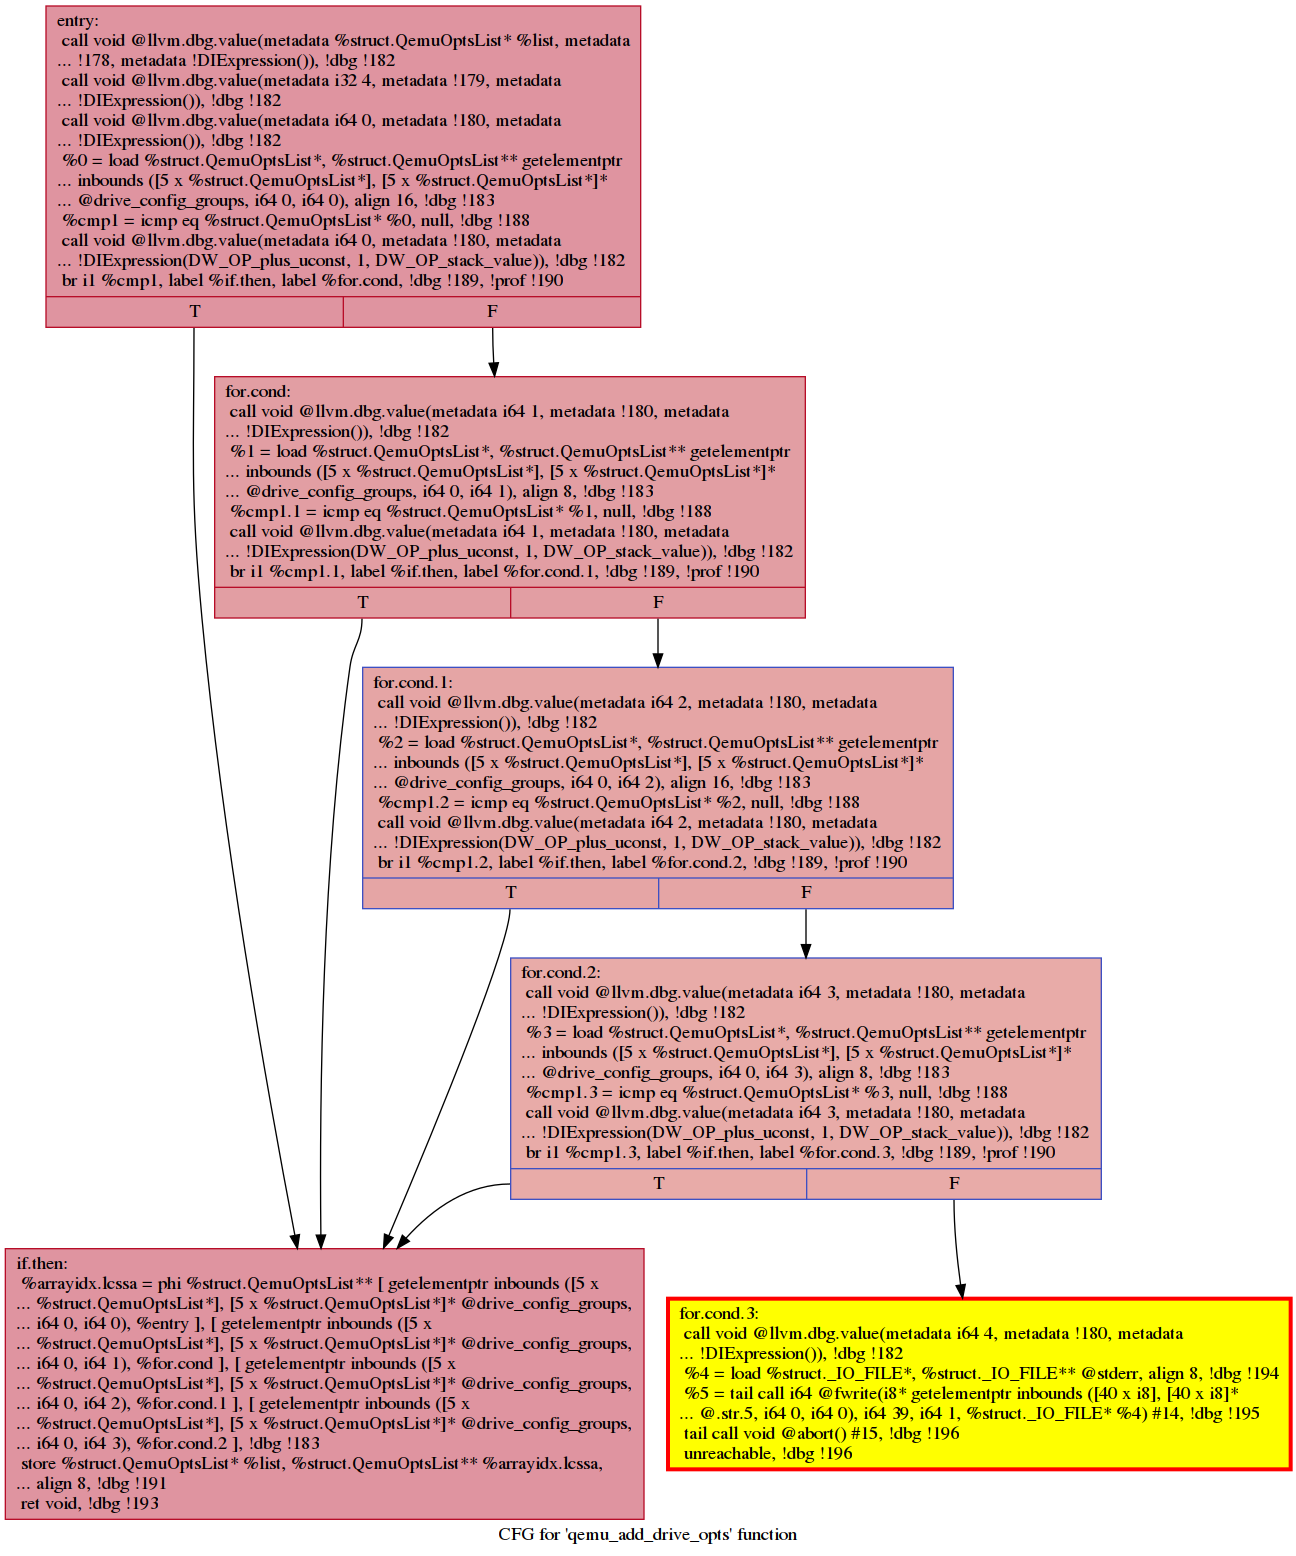 entry:
call void @llvm.dbg.value(metadata %struct.QemuOptsList* %list, metadata
... !178, metadata !DIExpression()), !dbg !182
call void @llvm.dbg.value(metadata i32 4, metadata !179, metadata
... !DIExpression()), !dbg !182
call void @llvm.dbg.value(metadata i64 0, metadata !180, metadata
... !DIExpression()), !dbg !182
%0 = load %struct.QemuOptsList*, %struct.QemuOptsList** getelementptr
... inbounds ([5 x %struct.QemuOptsList*], [5 x %struct.QemuOptsList*]*
... @drive_config_groups, i64 0, i64 0), align 16, !dbg !183
%cmp1 = icmp eq %struct.QemuOptsList* %0, null, !dbg !188
call void @llvm.dbg.value(metadata i64 0, metadata !180, metadata
... !DIExpression(DW_OP_plus_uconst, 1, DW_OP_stack_value)), !dbg !182
br i1 %cmp1, label %if.then, label %for.cond, !dbg !189, !prof !190
T F
for.cond:
call void @llvm.dbg.value(metadata i64 1, metadata !180, metadata
... !DIExpression()), !dbg !182
%1 = load %struct.QemuOptsList*, %struct.QemuOptsList** getelementptr
... inbounds ([5 x %struct.QemuOptsList*], [5 x %struct.QemuOptsList*]*
... @drive_config_groups, i64 0, i64 1), align 8, !dbg !183
%cmp1.1 = icmp eq %struct.QemuOptsList* %1, null, !dbg !188
call void @llvm.dbg.value(metadata i64 1, metadata !180, metadata
... !DIExpression(DW_OP_plus_uconst, 1, DW_OP_stack_value)), !dbg !182
br i1 %cmp1.1, label %if.then, label %for.cond.1, !dbg !189, !prof !190
T F
for.cond.1:
call void @llvm.dbg.value(metadata i64 2, metadata !180, metadata
... !DIExpression()), !dbg !182
%2 = load %struct.QemuOptsList*, %struct.QemuOptsList** getelementptr
... inbounds ([5 x %struct.QemuOptsList*], [5 x %struct.QemuOptsList*]*
... @drive_config_groups, i64 0, i64 2), align 16, !dbg !183
%cmp1.2 = icmp eq %struct.QemuOptsList* %2, null, !dbg !188
call void @llvm.dbg.value(metadata i64 2, metadata !180, metadata
... !DIExpression(DW_OP_plus_uconst, 1, DW_OP_stack_value)), !dbg !182
br i1 %cmp1.2, label %if.then, label %for.cond.2, !dbg !189, !prof !190
T F
for.cond.2:
call void @llvm.dbg.value(metadata i64 3, metadata !180, metadata
... !DIExpression()), !dbg !182
%3 = load %struct.QemuOptsList*, %struct.QemuOptsList** getelementptr
... inbounds ([5 x %struct.QemuOptsList*], [5 x %struct.QemuOptsList*]*
... @drive_config_groups, i64 0, i64 3), align 8, !dbg !183
%cmp1.3 = icmp eq %struct.QemuOptsList* %3, null, !dbg !188
call void @llvm.dbg.value(metadata i64 3, metadata !180, metadata
... !DIExpression(DW_OP_plus_uconst, 1, DW_OP_stack_value)), !dbg !182
br i1 %cmp1.3, label %if.then, label %for.cond.3, !dbg !189, !prof !190
T F
if.then:
%arrayidx.lcssa = phi %struct.QemuOptsList** [ getelementptr inbounds ([5 x
... %struct.QemuOptsList*], [5 x %struct.QemuOptsList*]* @drive_config_groups,
... i64 0, i64 0), %entry ], [ getelementptr inbounds ([5 x
... %struct.QemuOptsList*], [5 x %struct.QemuOptsList*]* @drive_config_groups,
... i64 0, i64 1), %for.cond ], [ getelementptr inbounds ([5 x
... %struct.QemuOptsList*], [5 x %struct.QemuOptsList*]* @drive_config_groups,
... i64 0, i64 2), %for.cond.1 ], [ getelementptr inbounds ([5 x
... %struct.QemuOptsList*], [5 x %struct.QemuOptsList*]* @drive_config_groups,
... i64 0, i64 3), %for.cond.2 ], !dbg !183
store %struct.QemuOptsList* %list, %struct.QemuOptsList** %arrayidx.lcssa,
... align 8, !dbg !191
ret void, !dbg !193
for.cond.3:
call void @llvm.dbg.value(metadata i64 4, metadata !180, metadata
... !DIExpression()), !dbg !182
%4 = load %struct._IO_FILE*, %struct._IO_FILE** @stderr, align 8, !dbg !194
%5 = tail call i64 @fwrite(i8* getelementptr inbounds ([40 x i8], [40 x i8]*
... @.str.5, i64 0, i64 0), i64 39, i64 1, %struct._IO_FILE* %4) #14, !dbg !195
tail call void @abort() #15, !dbg !196
unreachable, !dbg !196
CFG for 'qemu_add_drive_opts' function